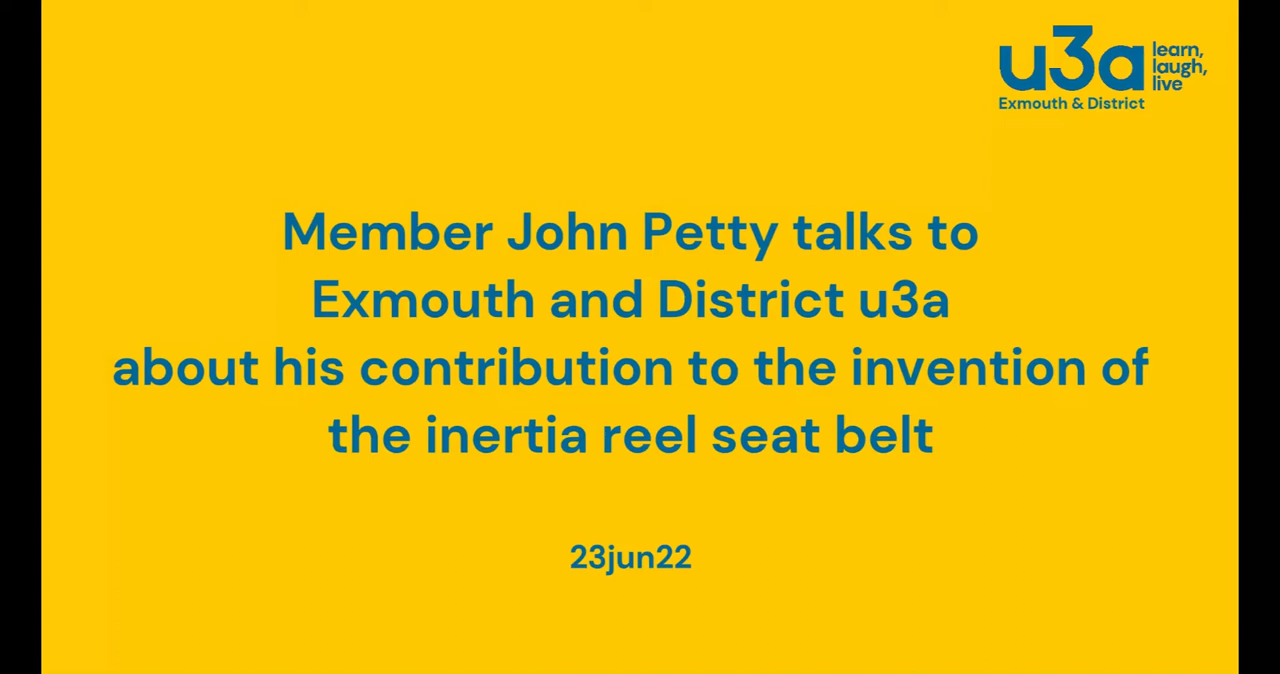 u3a
learn,
laugh,
live
Exmouth & District
Member John Petty talks to
Exmouth and District u3a
about his contribution to the invention of
the inertia reel seat belt
23jun22